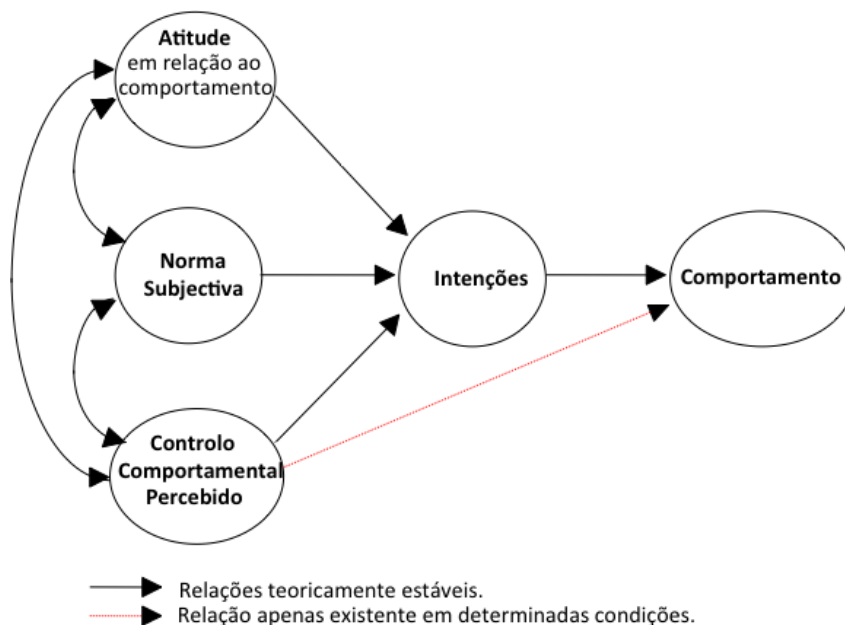 Atitude
em relação ao
comportamento
Norma
Subjectiva
Intenções
Comportamento
Controlo
Comportamental
Percebido
Relações teoricamente estáveis.
Relação apenas existente em determinadas condições.